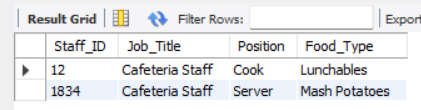 Result Grid Filter Rows: Export
Staff_ID Job_Title Position Food_Type
12 Cafeteria Staff Cook Lunchables
1834 Cafeteria Staff Server Mash Potatoes